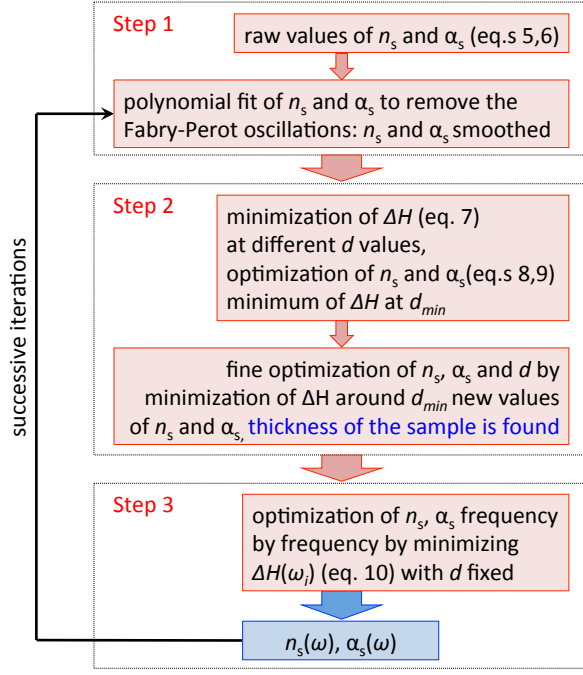 Step 1
raw values of nₛ and αₛ (eq.s 5,6)
polynomial fit of nₛ and αₛ to remove the
Fabry-Perot oscillations: nₛ and αₛ smoothed
Step 2
minimization of ΔH (eq. 7)
at different d values,
optimization of nₛ and αₛ(eq.s 8,9)
minimum of ΔH at dₘᵢₙ
fine optimization of nₛ, αₛ and d by
minimization of ΔH around dₘᵢₙ new values
of nₛ and αₛ, thickness of the sample is found
Step 3
optimization of nₛ, αₛ frequency
by frequency by minimizing
ΔH(ωᵢ) (eq. 10) with d fixed
nₛ(ω), αₛ(ω)
successive iterations